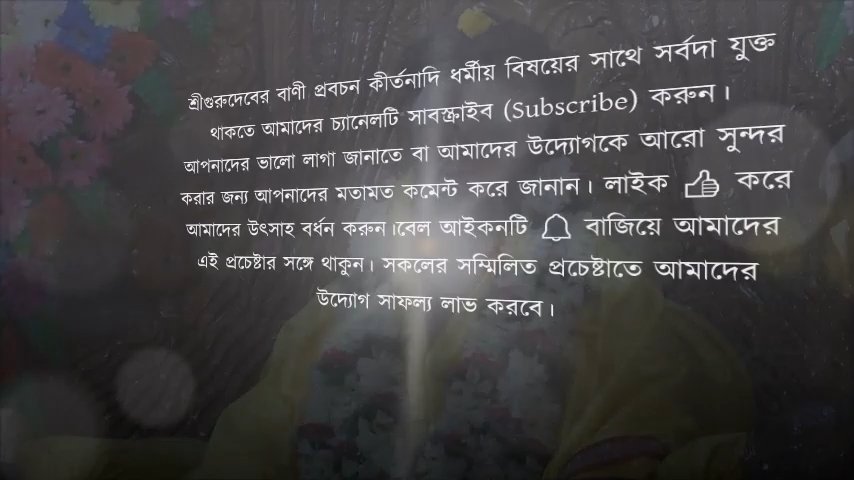 শ্রীগুরুদেবের বাণী প্রবচন কীর্তনাদি ধর্মীয় বিষয়ের সাথে সর্বদা যুক্ত
থাকতে আমাদের চ্যানেলটি সাবস্ক্রাইব (Subscribe) করুন।
আপনাদের ভালো লাগা জানাতে বা আমাদের উদ্যোগকে আরো সুন্দর
করার জন্য আপনাদের মতামত কমেন্ট করে জানান। লাইক করে
আমাদের উৎসাহ বর্ধন করুন।বেল আইকনটি বাজিয়ে আমাদের
এই প্রচেষ্টার সঙ্গে থাকুন। সকলের সম্মিলিত প্রচেষ্টাতে আমাদের
উদ্যোগ সাফল্য লাভ করবে।